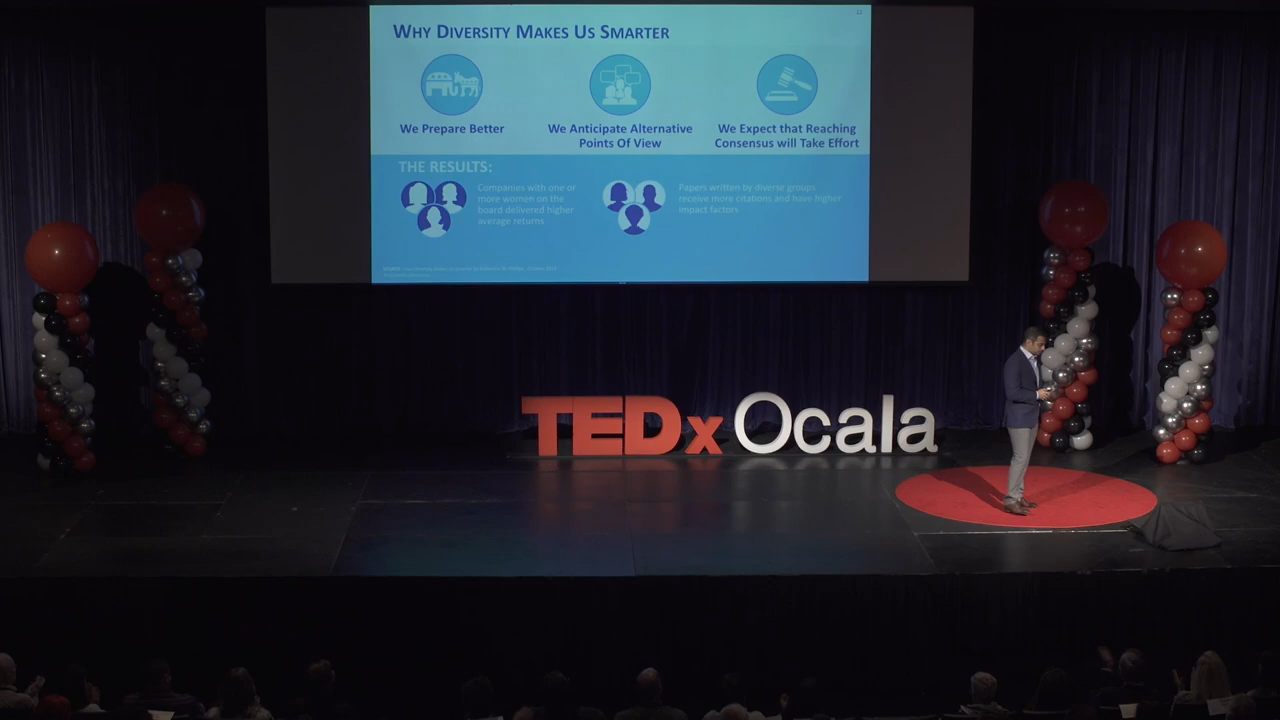 22
WHY DIVERSITY MAKES US SMARTER
We Prepare Better
We Anticipate Alternative
Points Of View
We Expect that Reaching
Consensus will Take Effort
THE RESULTS:
Companies with one or
more women on the
board delivered higher
average returns
Papers written by diverse groups
receive more citations and have higher
impact factors
TEDxOcala